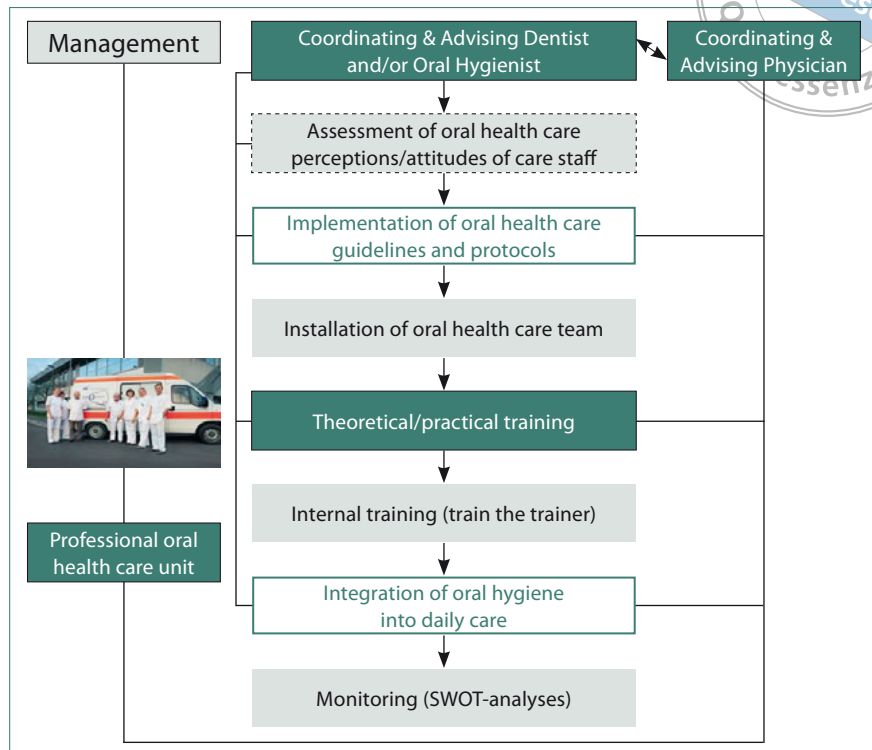 Management
Coordinating & Advising Dentist
and/or Oral Hygienist
Coordinating &
Advising Physician
Assessment of oral health care
perceptions/attitudes of care staff
Implementation of oral health care
guidelines and protocols
Installation of oral health care team
Theoretical/practical training
Internal training (train the trainer)
Professional oral
health care unit
Integration of oral hygiene
into daily care
Monitoring (SWOT-analyses)